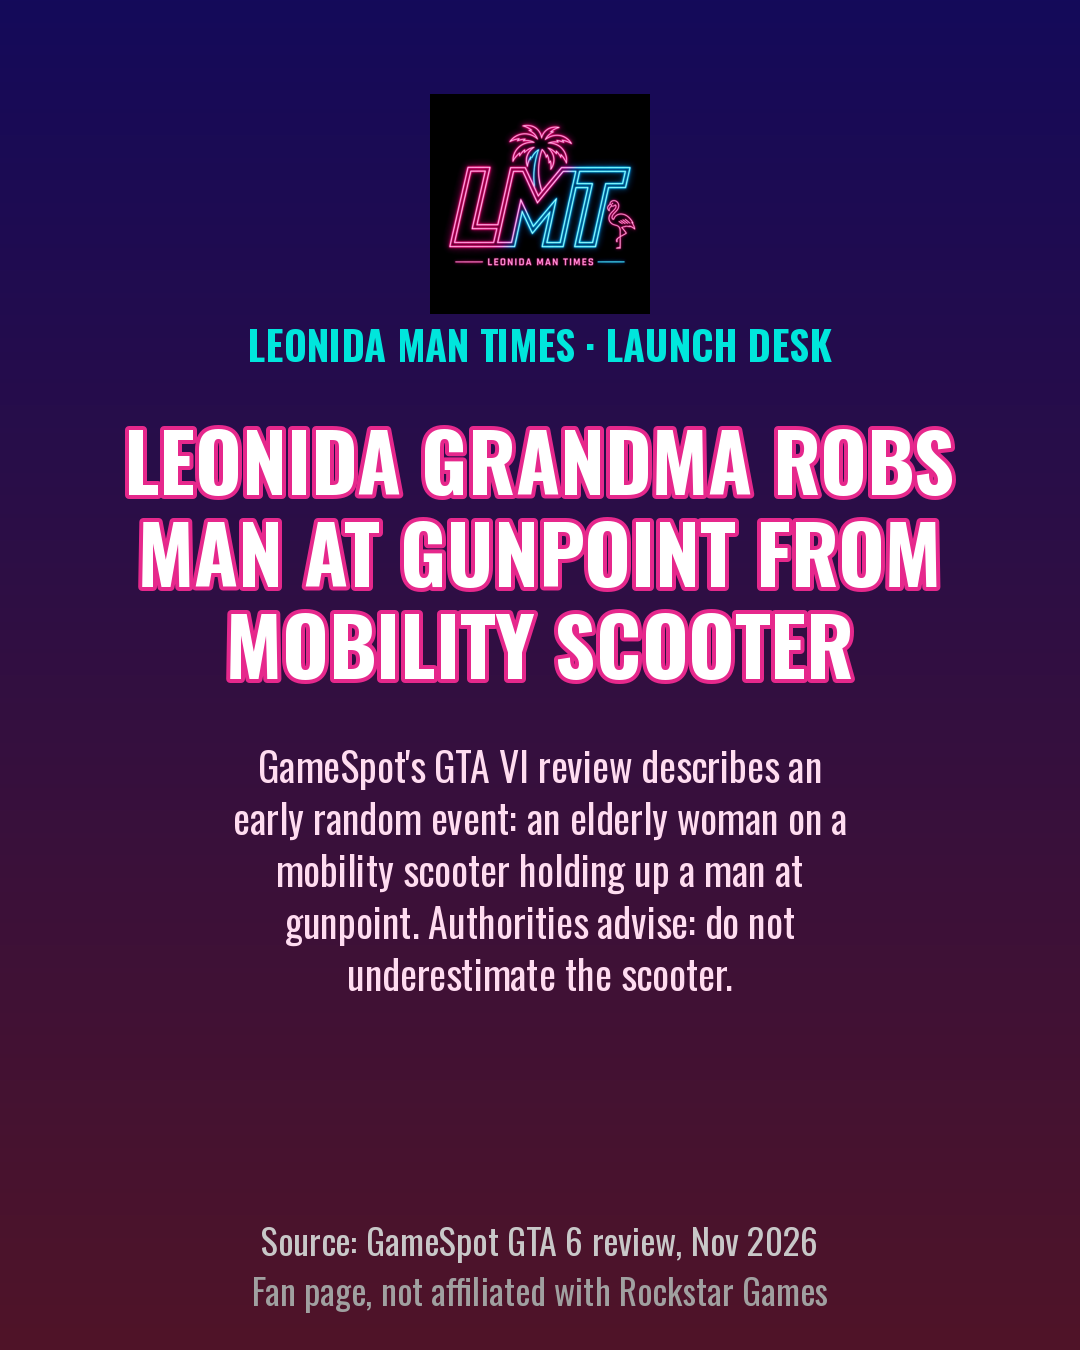 LMT
LEONIDA MAN TIMES
LEONIDA MAN TIMES · LAUNCH DESK
LEONIDA GRANDMA ROBS
MAN AT GUNPOINT FROM
MOBILITY SCOOTER
GameSpot's GTA VI review describes an
early random event: an elderly woman on a
mobility scooter holding up a man at
gunpoint. Authorities advise: do not
underestimate the scooter.
Source: GameSpot GTA 6 review, Nov 2026
Fan page, not affiliated with Rockstar Games